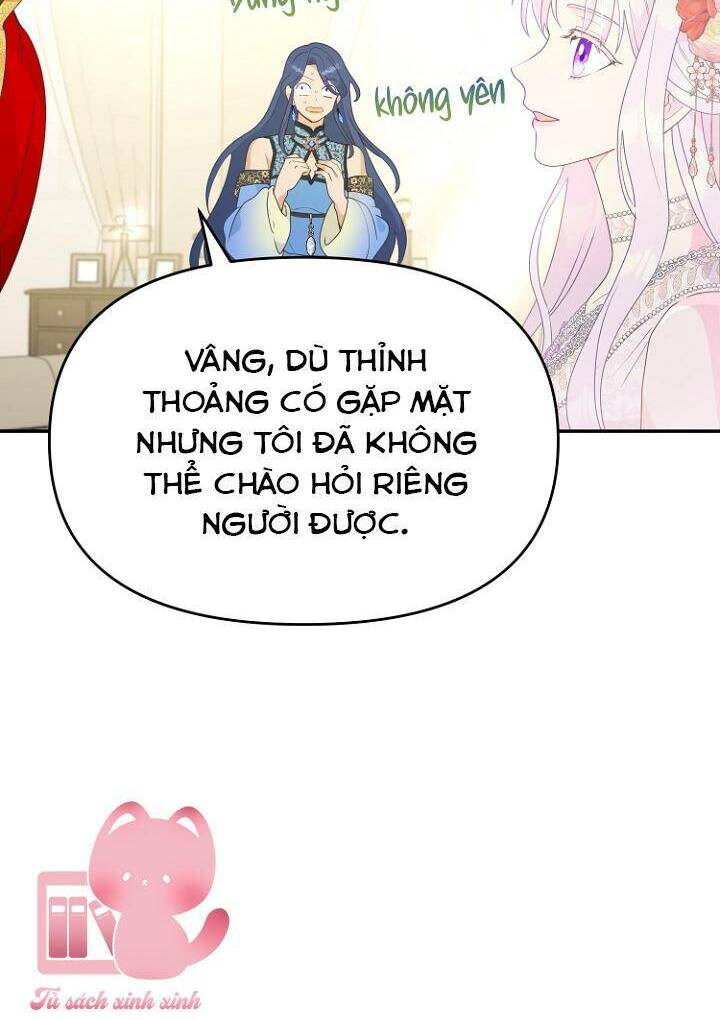 không yên
VÂNG, DÙ THỈNH
THOẢNG CÓ GẶP MẶT
NHƯNG TÔI ĐÃ KHÔNG
THỂ CHÀO HỎI RIÊNG
NGƯỜI ĐƯỢC.
Tủ sách xinh xinh